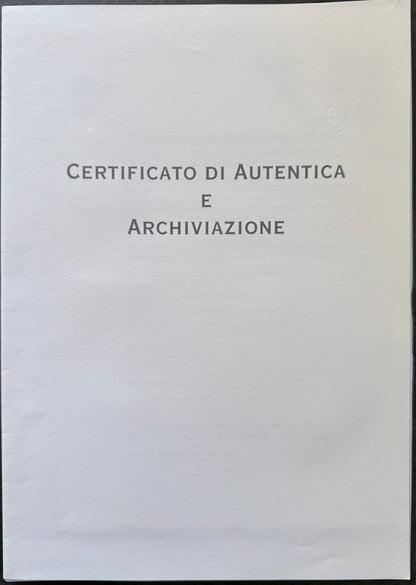 CERTIFICATO DI AUTENTICA
E
ARCHIVIAZIONE